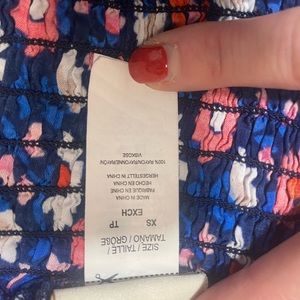 SIZE / TAILLE /
TAMAÑO / GRÖßE
XS TP
EXCH
MADE IN CHINA
FABRIQUÉ EN CHINE
HECHO EN CHINA
HERGESTELLT IN CHINA
100% RAYON/RAYONNE/RAYON/
VISKOSE